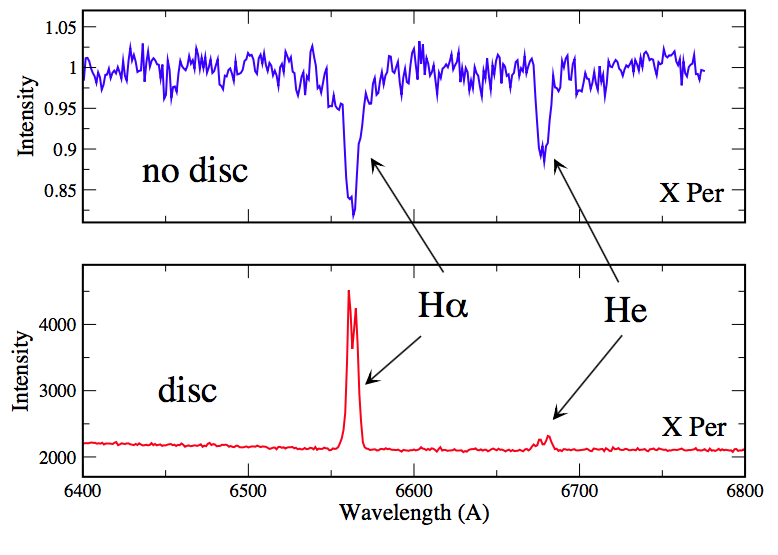 1.05
1
0.95
0.9
0.85
Intensity
no disc
X Per
Hα
He
4000
3000
2000
Intensity
disc
X Per
6400
6500
6600
6700
6800
Wavelength (A)